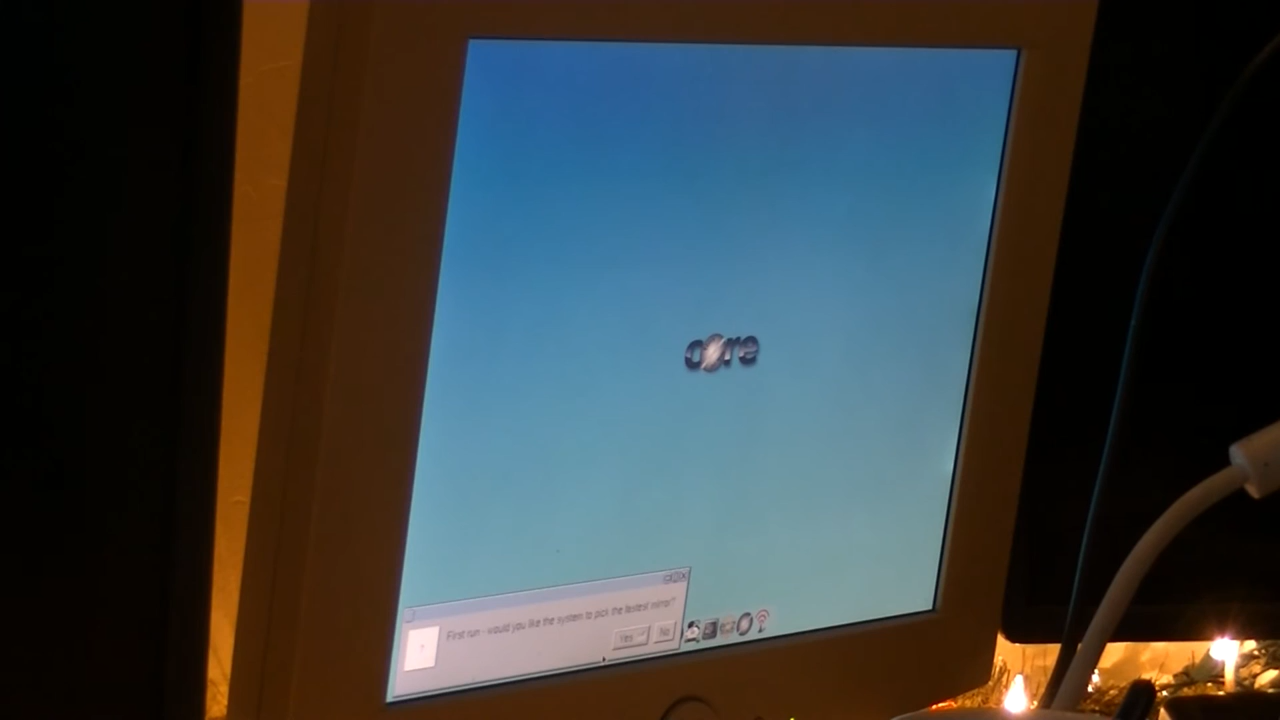 core
First run - would you like the system to pick the fastest mirror?
?
Yes
No